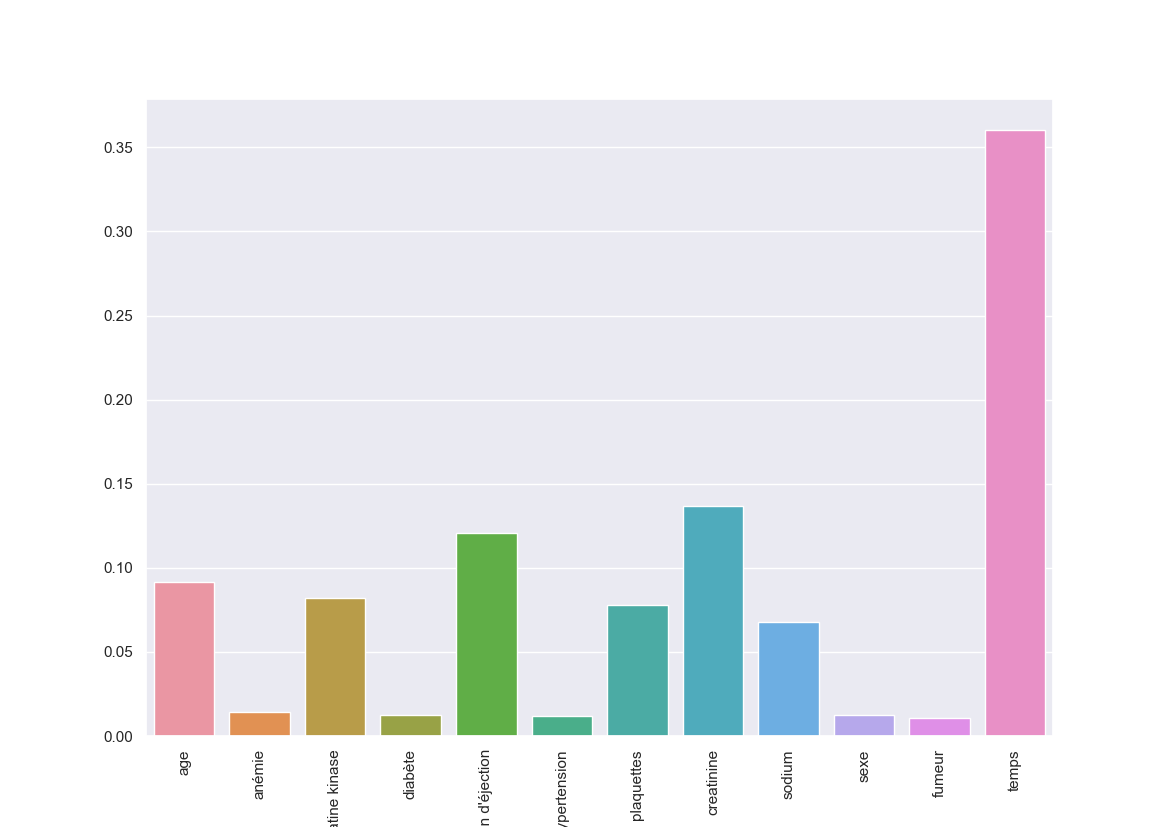 0.35
0.30
0.25
0.20
0.15
0.10
0.05
0.00
age
anémie
atine kinase
diabète
n d'éjection
ypertension
plaquettes
creatinine
sodium
sexe
fumeur
temps